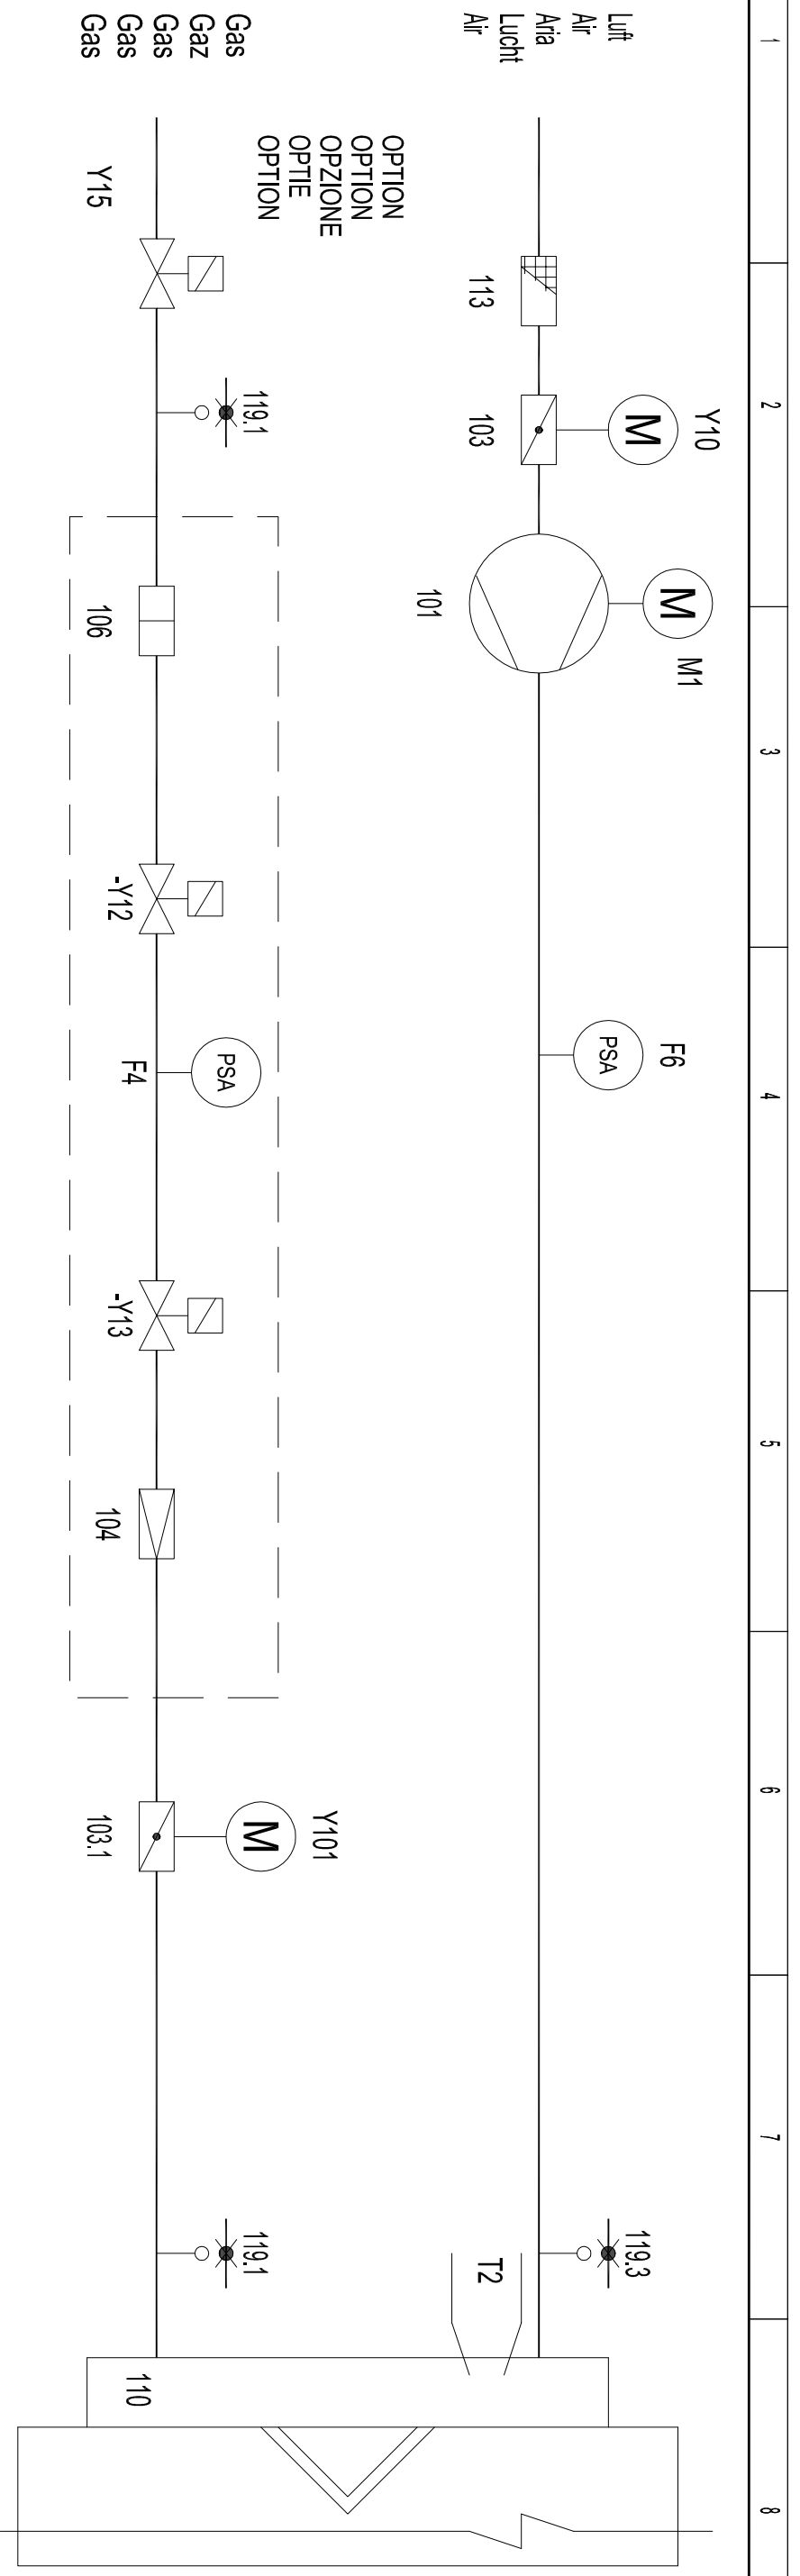 1
2
3
4
5
6
7
8
Luft
Air
Aria
Lucht
Air
113
Y10
M
103
M
M1
101
PSA
F6
119.3
T2
OPTION
OPTION
OPZIONE
OPTIE
OPTION
Gas
Gaz
Gas
Gas
Gas
Y15
119.1
106
-Y12
PSA
F4
-Y13
104
Y101
M
103.1
119.1
110